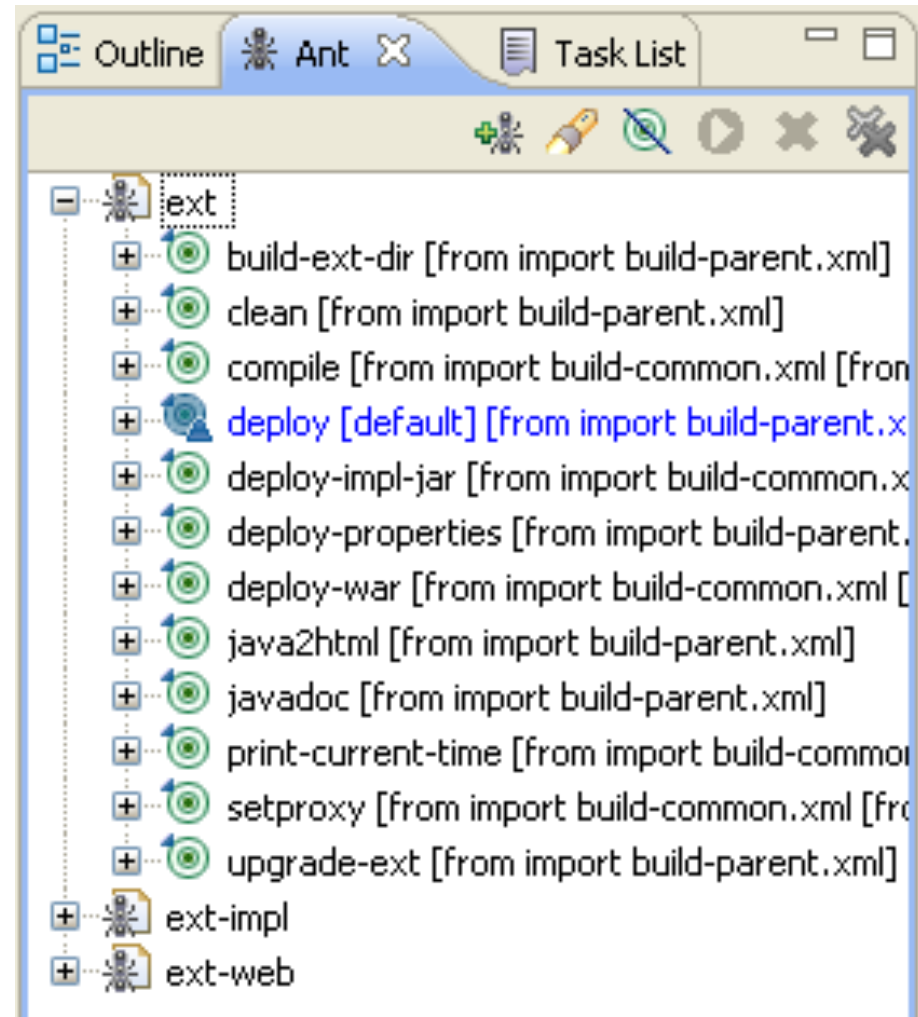 Outline Ant Task List
ext
build-ext-dir [from import build-parent.xml]
clean [from import build-parent.xml]
compile [from import build-common.xml [from
deploy [default] [from import build-parent.x
deploy-impl-jar [from import build-common.x
deploy-properties [from import build-parent.
deploy-war [from import build-common.xml [
java2html [from import build-parent.xml]
javadoc [from import build-parent.xml]
print-current-time [from import build-common
setproxy [from import build-common.xml [fro
upgrade-ext [from import build-parent.xml]
ext-impl
ext-web